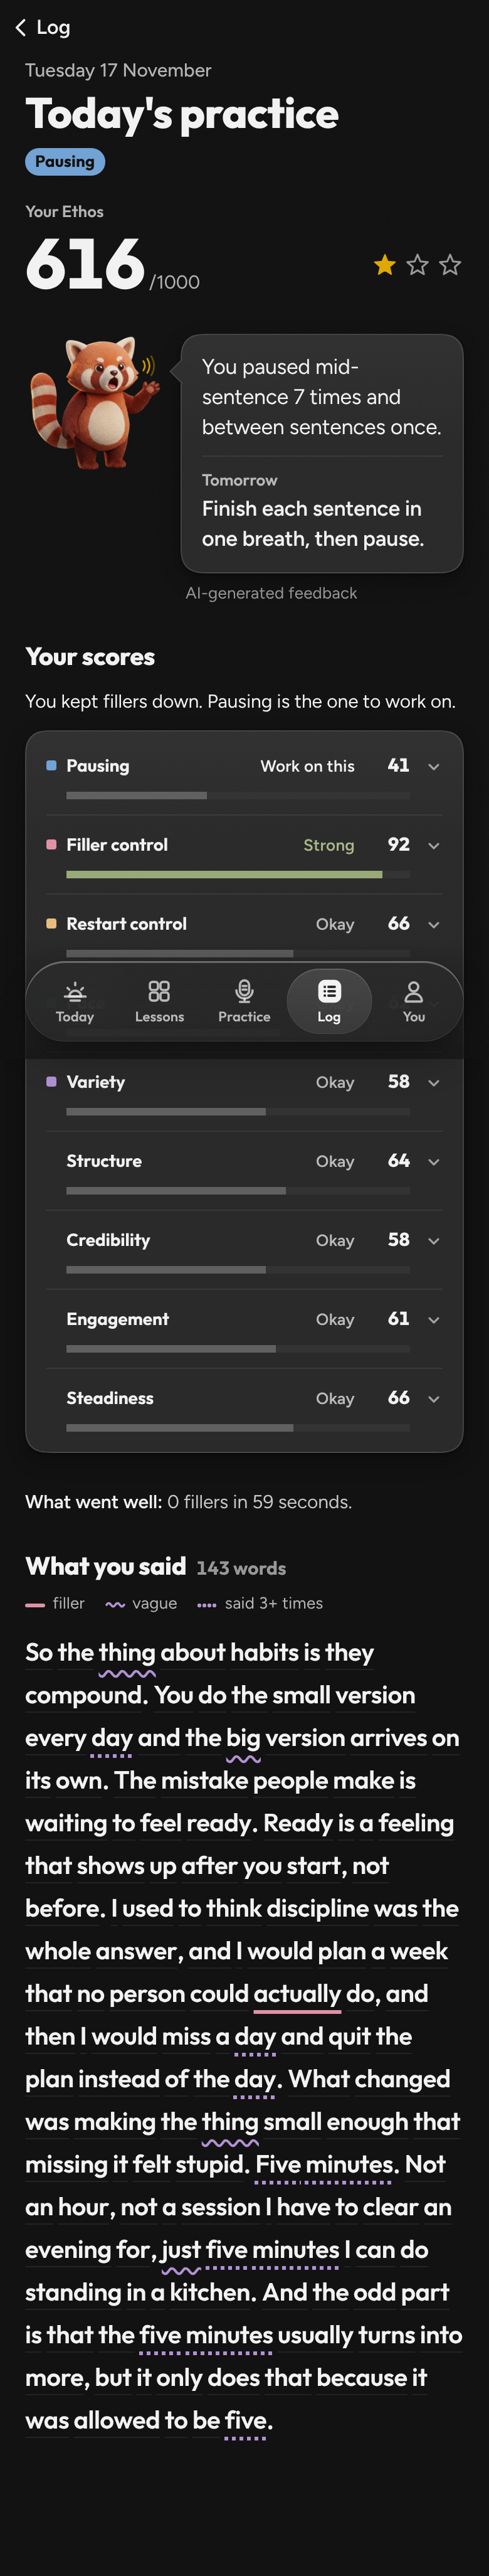 Log
Tuesday 17 November
Today's practice
Pausing
Your Ethos
616 /1000
You paused mid-
sentence 7 times and
between sentences once.
Tomorrow
Finish each sentence in
one breath, then pause.
AI-generated feedback
Your scores
You kept fillers down. Pausing is the one to work on.
Pausing Work on this 41
Filler control Strong 92
Restart control Okay 66
Today Lessons Practice Log You
Variety Okay 58
Structure Okay 64
Credibility Okay 58
Engagement Okay 61
Steadiness Okay 66
What went well: 0 fillers in 59 seconds.
What you said 143 words
filler vague said 3+ times
So the thing about habits is they
compound. You do the small version
every day and the big version arrives on
its own. The mistake people make is
waiting to feel ready. Ready is a feeling
that shows up after you start, not
before. I used to think discipline was the
whole answer, and I would plan a week
that no person could actually do, and
then I would miss a day and quit the
plan instead of the day. What changed
was making the thing small enough that
missing it felt stupid. Five minutes. Not
an hour, not a session I have to clear an
evening for, just five minutes I can do
standing in a kitchen. And the odd part
is that the five minutes usually turns into
more, but it only does that because it
was allowed to be five.